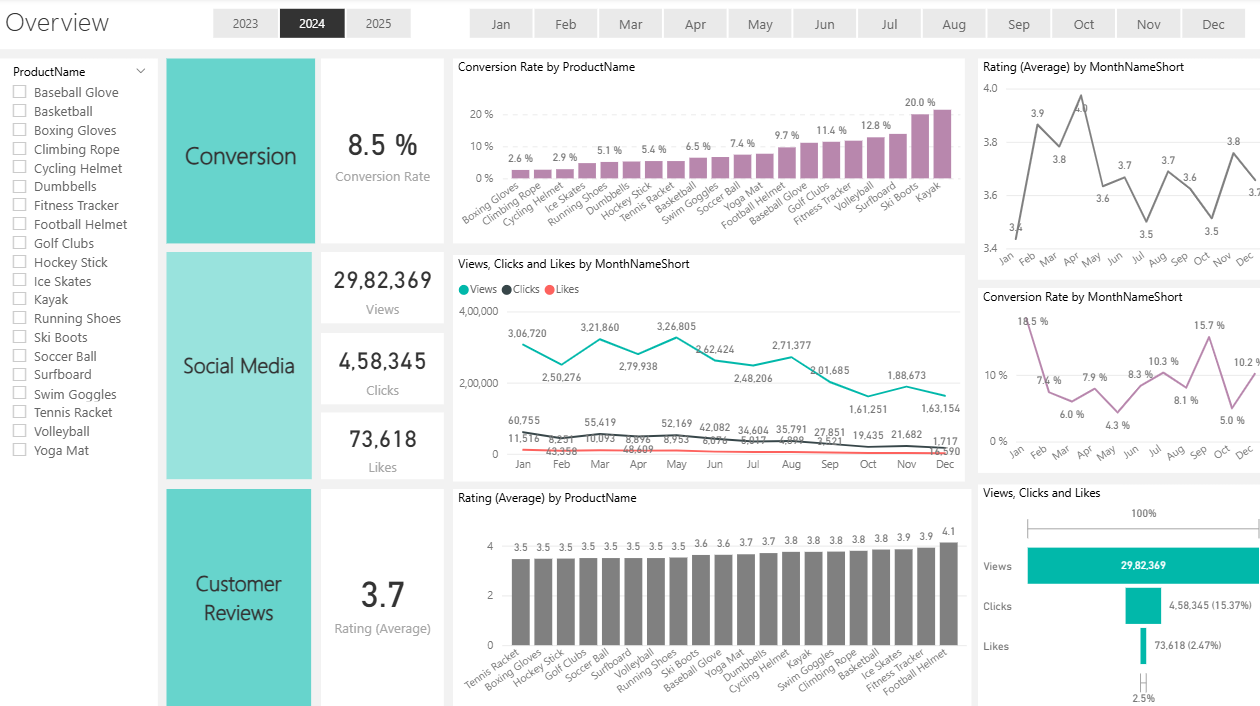 Overview
2023 2024 2025
Jan Feb Mar Apr May Jun Jul Aug Sep Oct Nov Dec
ProductName
Baseball Glove
Basketball
Boxing Gloves
Climbing Rope
Cycling Helmet
Dumbbells
Fitness Tracker
Football Helmet
Golf Clubs
Hockey Stick
Ice Skates
Kayak
Running Shoes
Ski Boots
Soccer Ball
Surfboard
Swim Goggles
Tennis Racket
Volleyball
Yoga Mat
Conversion
8.5 %
Conversion Rate
Social Media
29,82,369
Views
4,58,345
Clicks
73,618
Likes
Customer
Reviews
3.7
Rating (Average)
Conversion Rate by ProductName
20 %
10 %
0 %
2.6 % 2.9 % 5.1 % 5.4 % 6.5 % 7.4 % 9.7 % 11.4 % 12.8 % 20.0 %
Boxing Gloves Climbing Rope Cycling Helmet Ice Skates Running Shoes Dumbbells Hockey Stick Tennis Racket Basketball Swim Goggles Soccer Ball Yoga Mat Football Helmet Baseball Glove Golf Clubs Fitness Tracker Volleyball Surfboard Ski Boots Kayak
Views, Clicks and Likes by MonthNameShort
Views Clicks Likes
4,00,000
2,00,000
0
3,06,720 2,50,276 3,21,860 2,79,938 3,26,805 2,62,424 2,48,206 2,71,377 2,01,685 1,61,251 1,88,673 1,63,154
60,755 43,358 55,419 48,609 52,169 42,082 34,604 35,791 27,851 19,435 21,682 16,590
11,516 8,251 10,093 8,896 8,953 3,521 1,717
Jan Feb Mar Apr May Jun Jul Aug Sep Oct Nov Dec
Rating (Average) by ProductName
4
2
0
3.5 3.5 3.5 3.5 3.5 3.5 3.5 3.5 3.6 3.6 3.7 3.7 3.8 3.8 3.8 3.8 3.8 3.9 3.9 4.1
Tennis Racket Boxing Gloves Hockey Stick Golf Clubs Soccer Ball Surfboard Volleyball Running Shoes Ski Boots Baseball Glove Yoga Mat Dumbbells Cycling Helmet Kayak Swim Goggles Climbing Rope Basketball Ice Skates Fitness Tracker Football Helmet
Rating (Average) by MonthNameShort
4.0
3.8
3.6
3.4
3.4 3.9 3.8 4.0 3.6 3.7 3.5 3.7 3.6 3.5 3.8 3.7
Jan Feb Mar Apr May Jun Jul Aug Sep Oct Nov Dec
Conversion Rate by MonthNameShort
10 %
0 %
18.5 % 7.4 % 6.0 % 7.9 % 4.3 % 8.3 % 10.3 % 8.1 % 15.7 % 5.0 % 10.2 %
Jan Feb Mar Apr May Jun Jul Aug Sep Oct Nov Dec
Views, Clicks and Likes
100%
Views 29,82,369
Clicks 4,58,345 (15.37%)
Likes 73,618 (2.47%)
2.5%